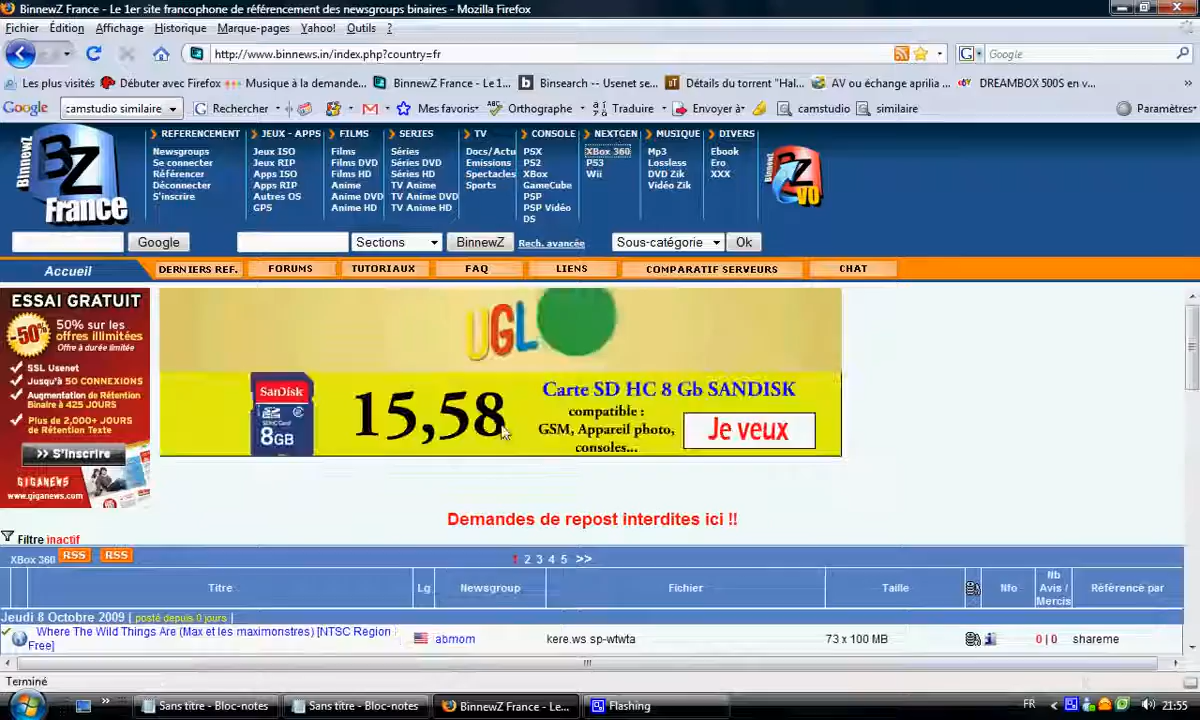 BinnewZ France - Le 1er site francophone de référencement des newsgroups binaires - Mozilla Firefox
Fichier Édition Affichage Historique Marque-pages Yahoo! Outils ?
http://www.binnews.in/index.php?country=fr
G Google
Les plus visités Débuter avec Firefox Musique à la demande... BinnewZ France - Le 1... Binsearch -- Usenet se... Détails du torrent "Hal... AV ou échange aprilia ... DREAMBOX 500S en v... »
Google camstudio similaire Rechercher Mes favoris Orthographe Traduire Envoyer à camstudio similaire Paramètres
BinnewZ BZ France
REFERENCEMENT JEUX - APPS FILMS SERIES TV CONSOLE NEXTGEN MUSIQUE DIVERS
Newsgroups Jeux ISO Films Séries Docs/Actu PSX XBox 360 Mp3 Ebook
Se connecter Jeux RIP Films DVD Séries DVD Emissions PS2 PS3 Lossless Ero
Référencer Apps ISO Films HD Séries HD Spectacles XBox Wii DVD Zik XXX
Déconnecter Apps RIP Anime TV Anime Sports GameCube Vidéo Zik
S'inscrire Autres OS Anime DVD TV Anime DVD PSP
GPS Anime HD TV Anime HD PSP Vidéo
DS
BinnewZ VO
Google Sections BinnewZ Rech. avancée Sous-catégorie Ok
Accueil DERNIERS REF. FORUMS TUTORIAUX FAQ LIENS COMPARATIF SERVEURS CHAT
ESSAI GRATUIT
-50% 50% sur les
offres illimitées
Offre à durée limitée
SSL Usenet
Jusqu'à 50 CONNEXIONS
Augmentation de Rétention
Binaire à 425 JOURS
Plus de 2,000+ JOURS
de Rétention Texte
>> S'inscrire
GIGANEWS
www.giganews.com
UGLO
SanDisk
8GB
15,58
Carte SD HC 8 Gb SANDISK
compatible :
GSM, Appareil photo,
consoles...
Je veux
Demandes de repost interdites ici !!
Filtre inactif
XBox 360 RSS RSS 1 2 3 4 5 >>
Titre Lg Newsgroup Fichier Taille Nfo Nb Avis / Mercis Référencé par
Jeudi 8 Octobre 2009 | posté depuis 0 jours |
Where The Wild Things Are (Max et les maximonstres) [NTSC Region Free] abmom kere.ws sp-wtwta 73 x 100 MB 0 | 0 shareme
Terminé
» Sans titre - Bloc-notes Sans titre - Bloc-notes BinnewZ France - Le... Flashing FR < 21:55